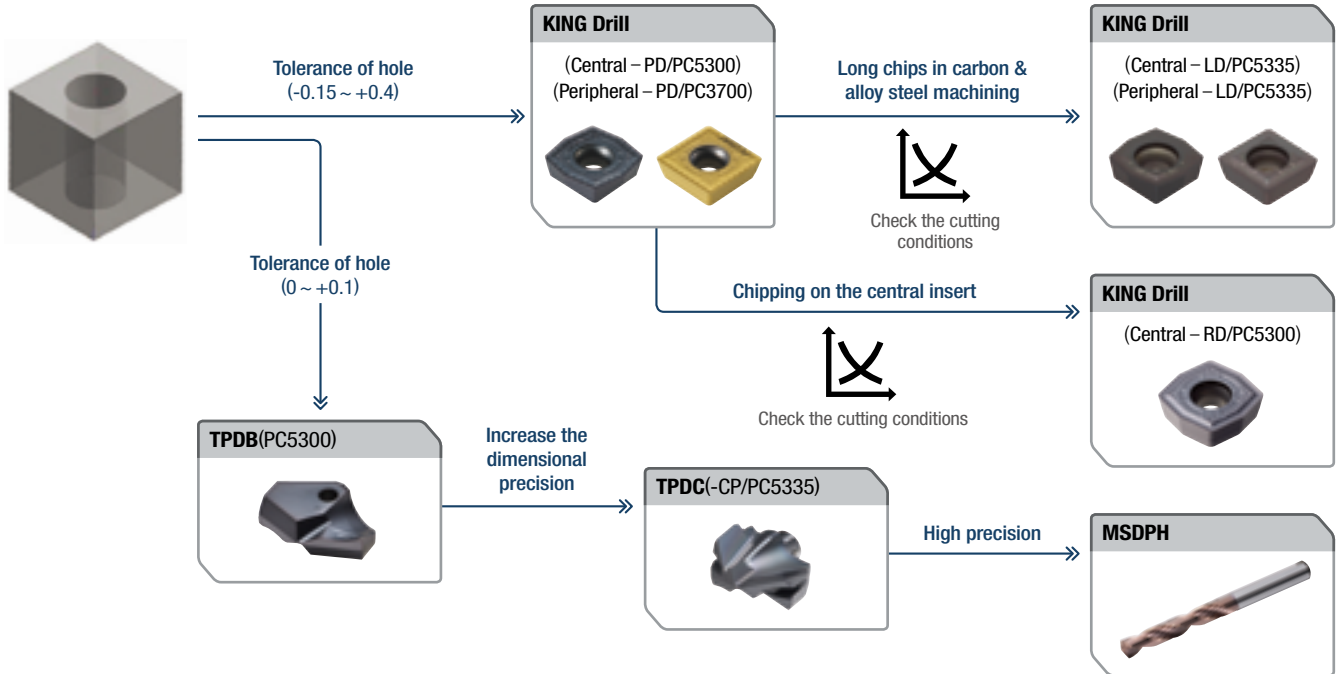 KING Drill
(Central – PD/PC5300)
(Peripheral – PD/PC3700)
KING Drill
(Central – LD/PC5335)
(Peripheral – LD/PC5335)
Tolerance of hole
(-0.15 ~ +0.4)
Long chips in carbon &
alloy steel machining
Check the cutting
conditions
Tolerance of hole
(0 ~ +0.1)
Chipping on the central insert
Check the cutting conditions
KING Drill
(Central – RD/PC5300)
TPDB(PC5300)
Increase the
dimensional
precision
TPDC(-CP/PC5335)
High precision
MSDPH